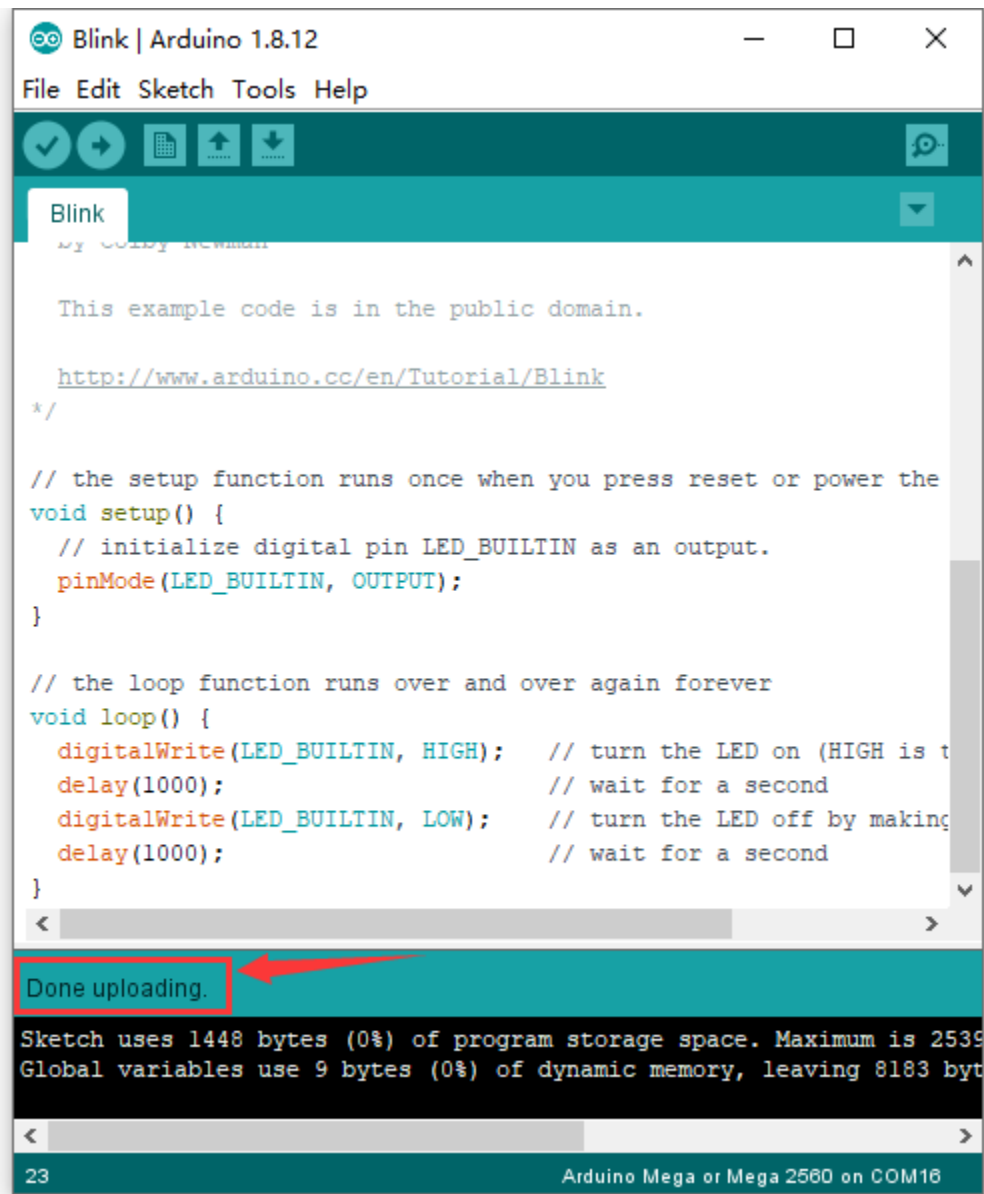 Blink | Arduino 1.8.12
File Edit Sketch Tools Help
Blink
by Colby Newman
This example code is in the public domain.
http://www.arduino.cc/en/Tutorial/Blink
*/
// the setup function runs once when you press reset or power the
void setup() {
  // initialize digital pin LED_BUILTIN as an output.
  pinMode(LED_BUILTIN, OUTPUT);
}
// the loop function runs over and over again forever
void loop() {
  digitalWrite(LED_BUILTIN, HIGH);   // turn the LED on (HIGH is t
  delay(1000);                       // wait for a second
  digitalWrite(LED_BUILTIN, LOW);    // turn the LED off by making
  delay(1000);                       // wait for a second
}
Done uploading.
Sketch uses 1448 bytes (0%) of program storage space. Maximum is 2539
Global variables use 9 bytes (0%) of dynamic memory, leaving 8183 byt
23
Arduino Mega or Mega 2560 on COM16